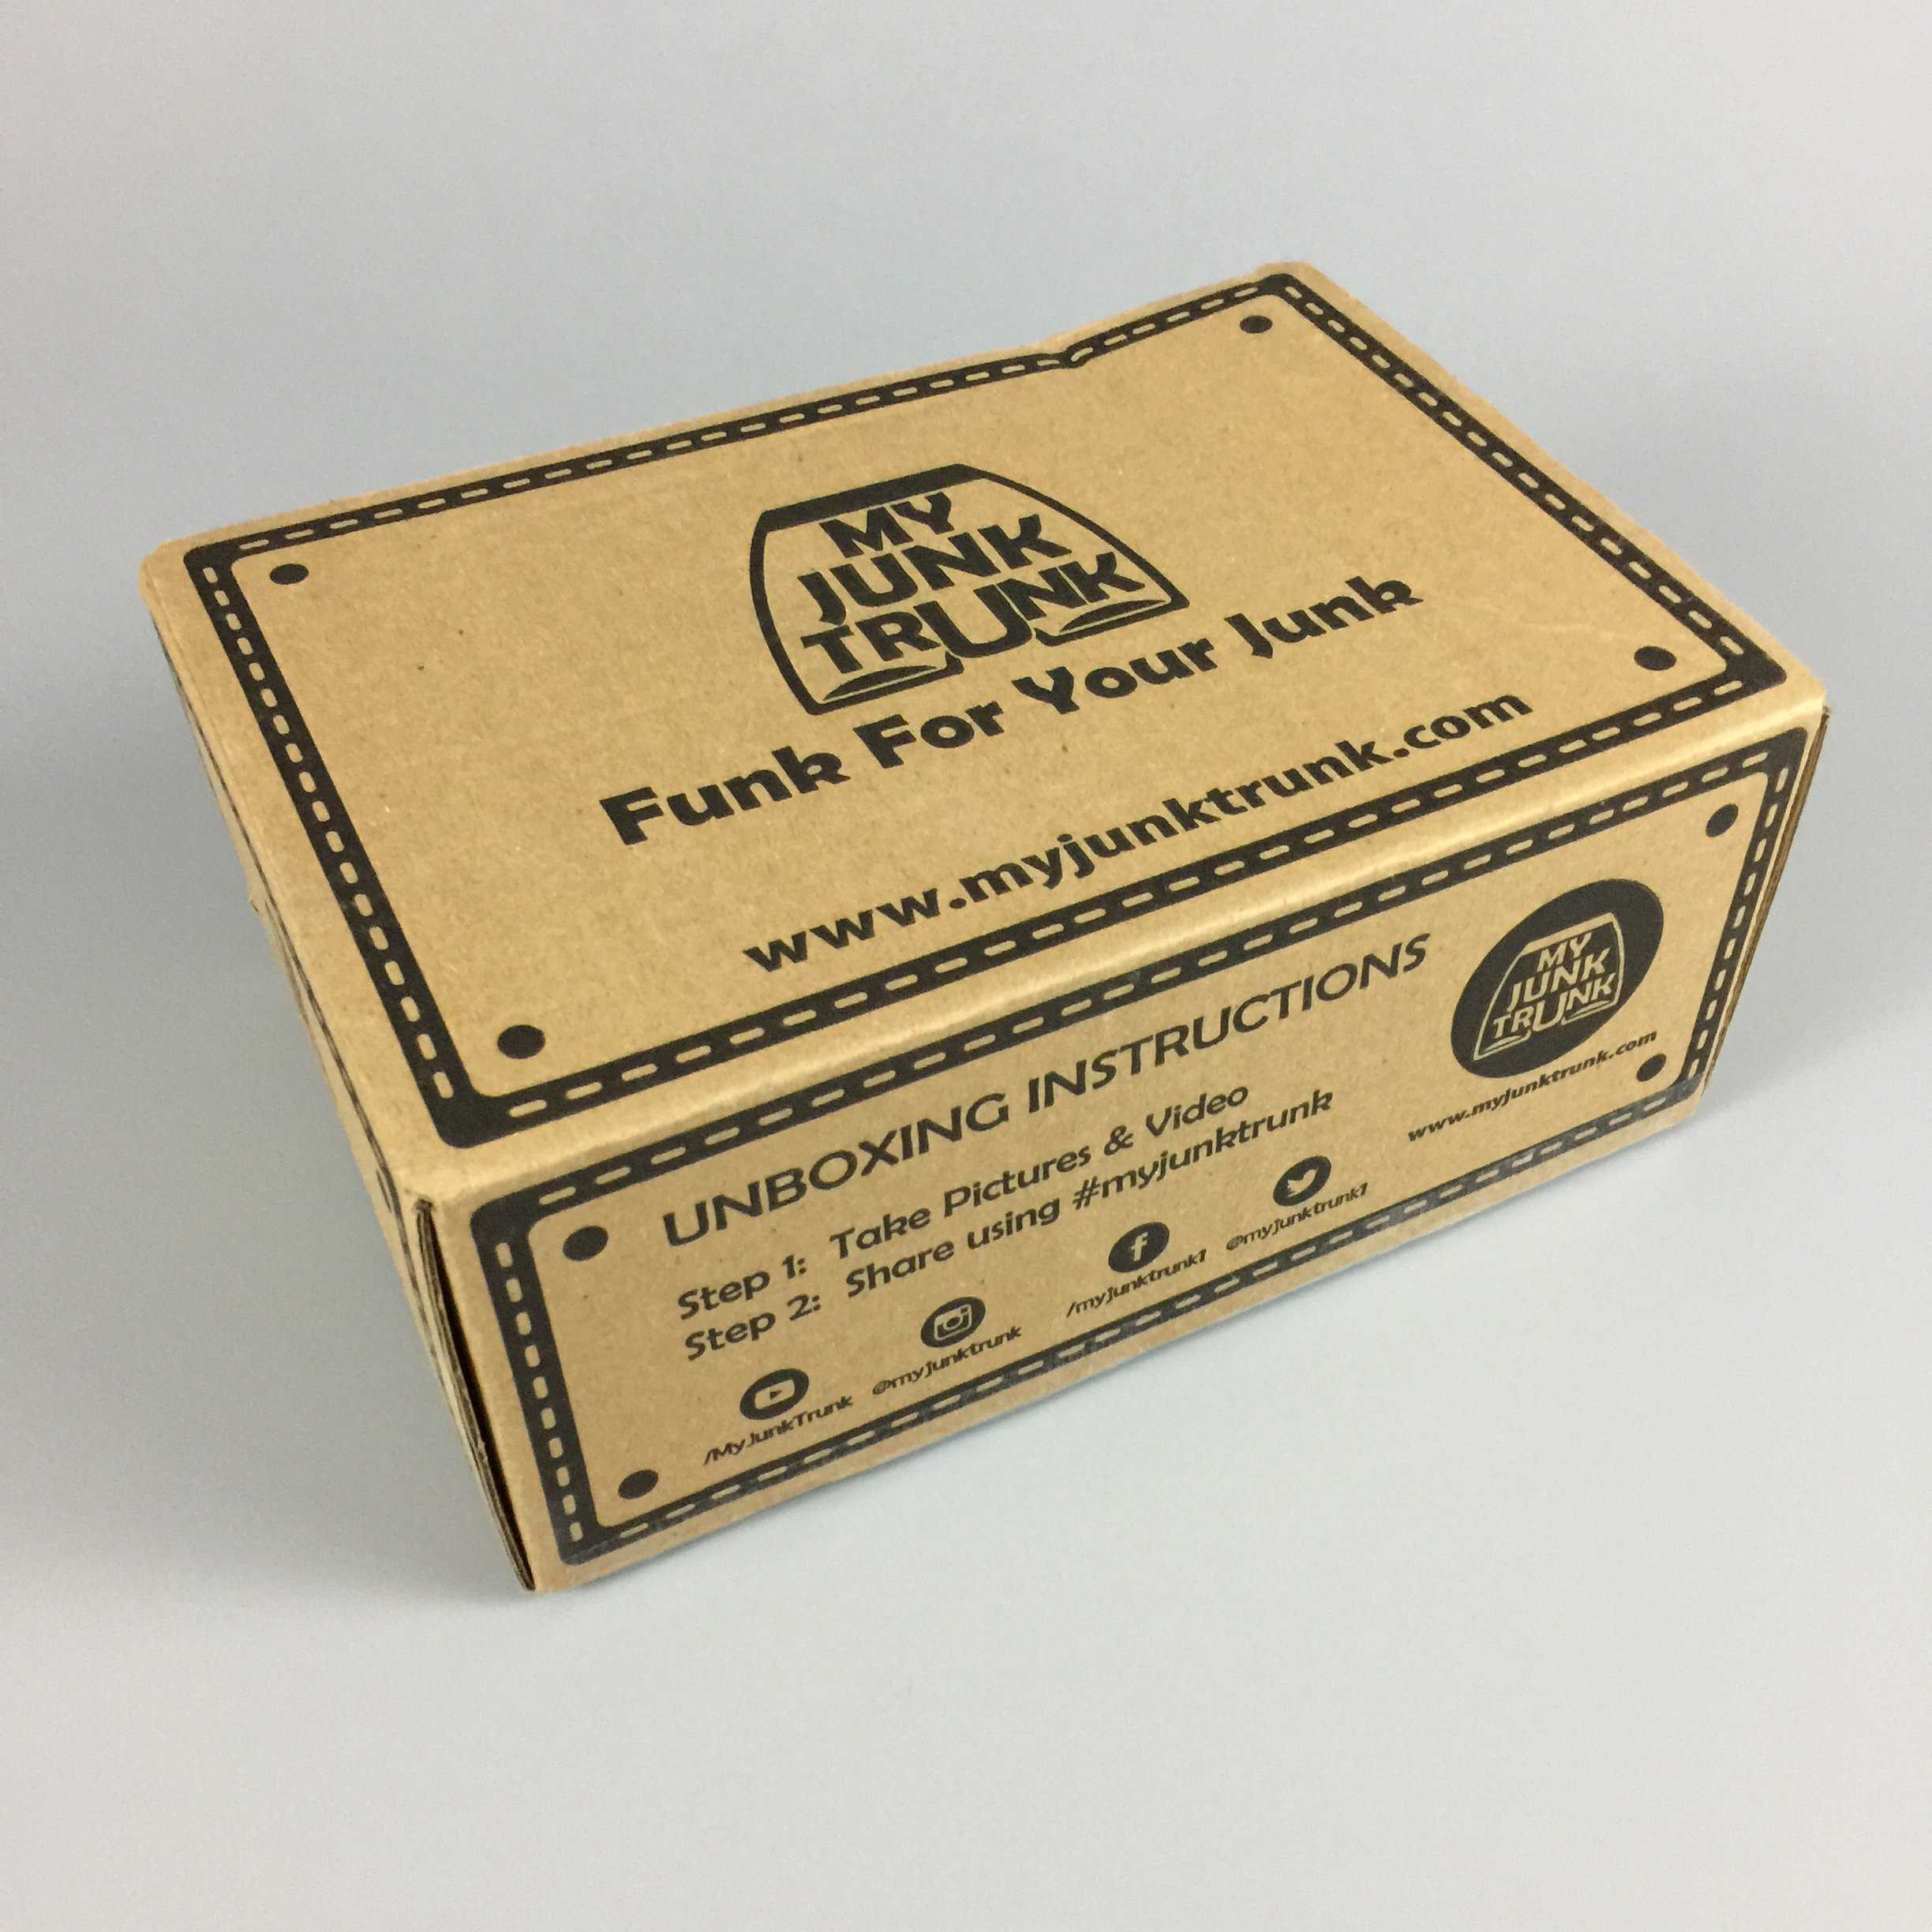 MY
JUNK
TRUNK
Funk For Your Junk
www.myjunktrunk.com
UNBOXING INSTRUCTIONS
Step 1: Take Pictures & Video
Step 2: Share using #myjunktrunk
/MyJunkTrunk
@myjunktrunk
/myjunktrunk1
@myjunktrunk1
MY
JUNK
TRUNK
www.myjunktrunk.com